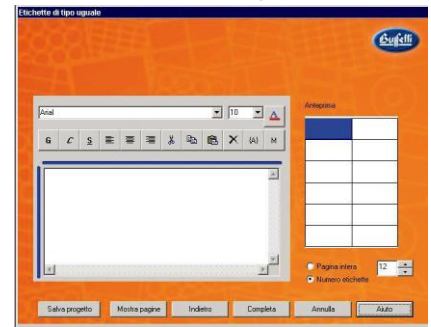 Etichette di tipo uguale
Buffetti
Anteprima
Arial 10 A
G C S {A} M
Pagina intera
12
Numero etichette
Salva progetto Mostra pagine Indietro Completa Annulla Aiuto